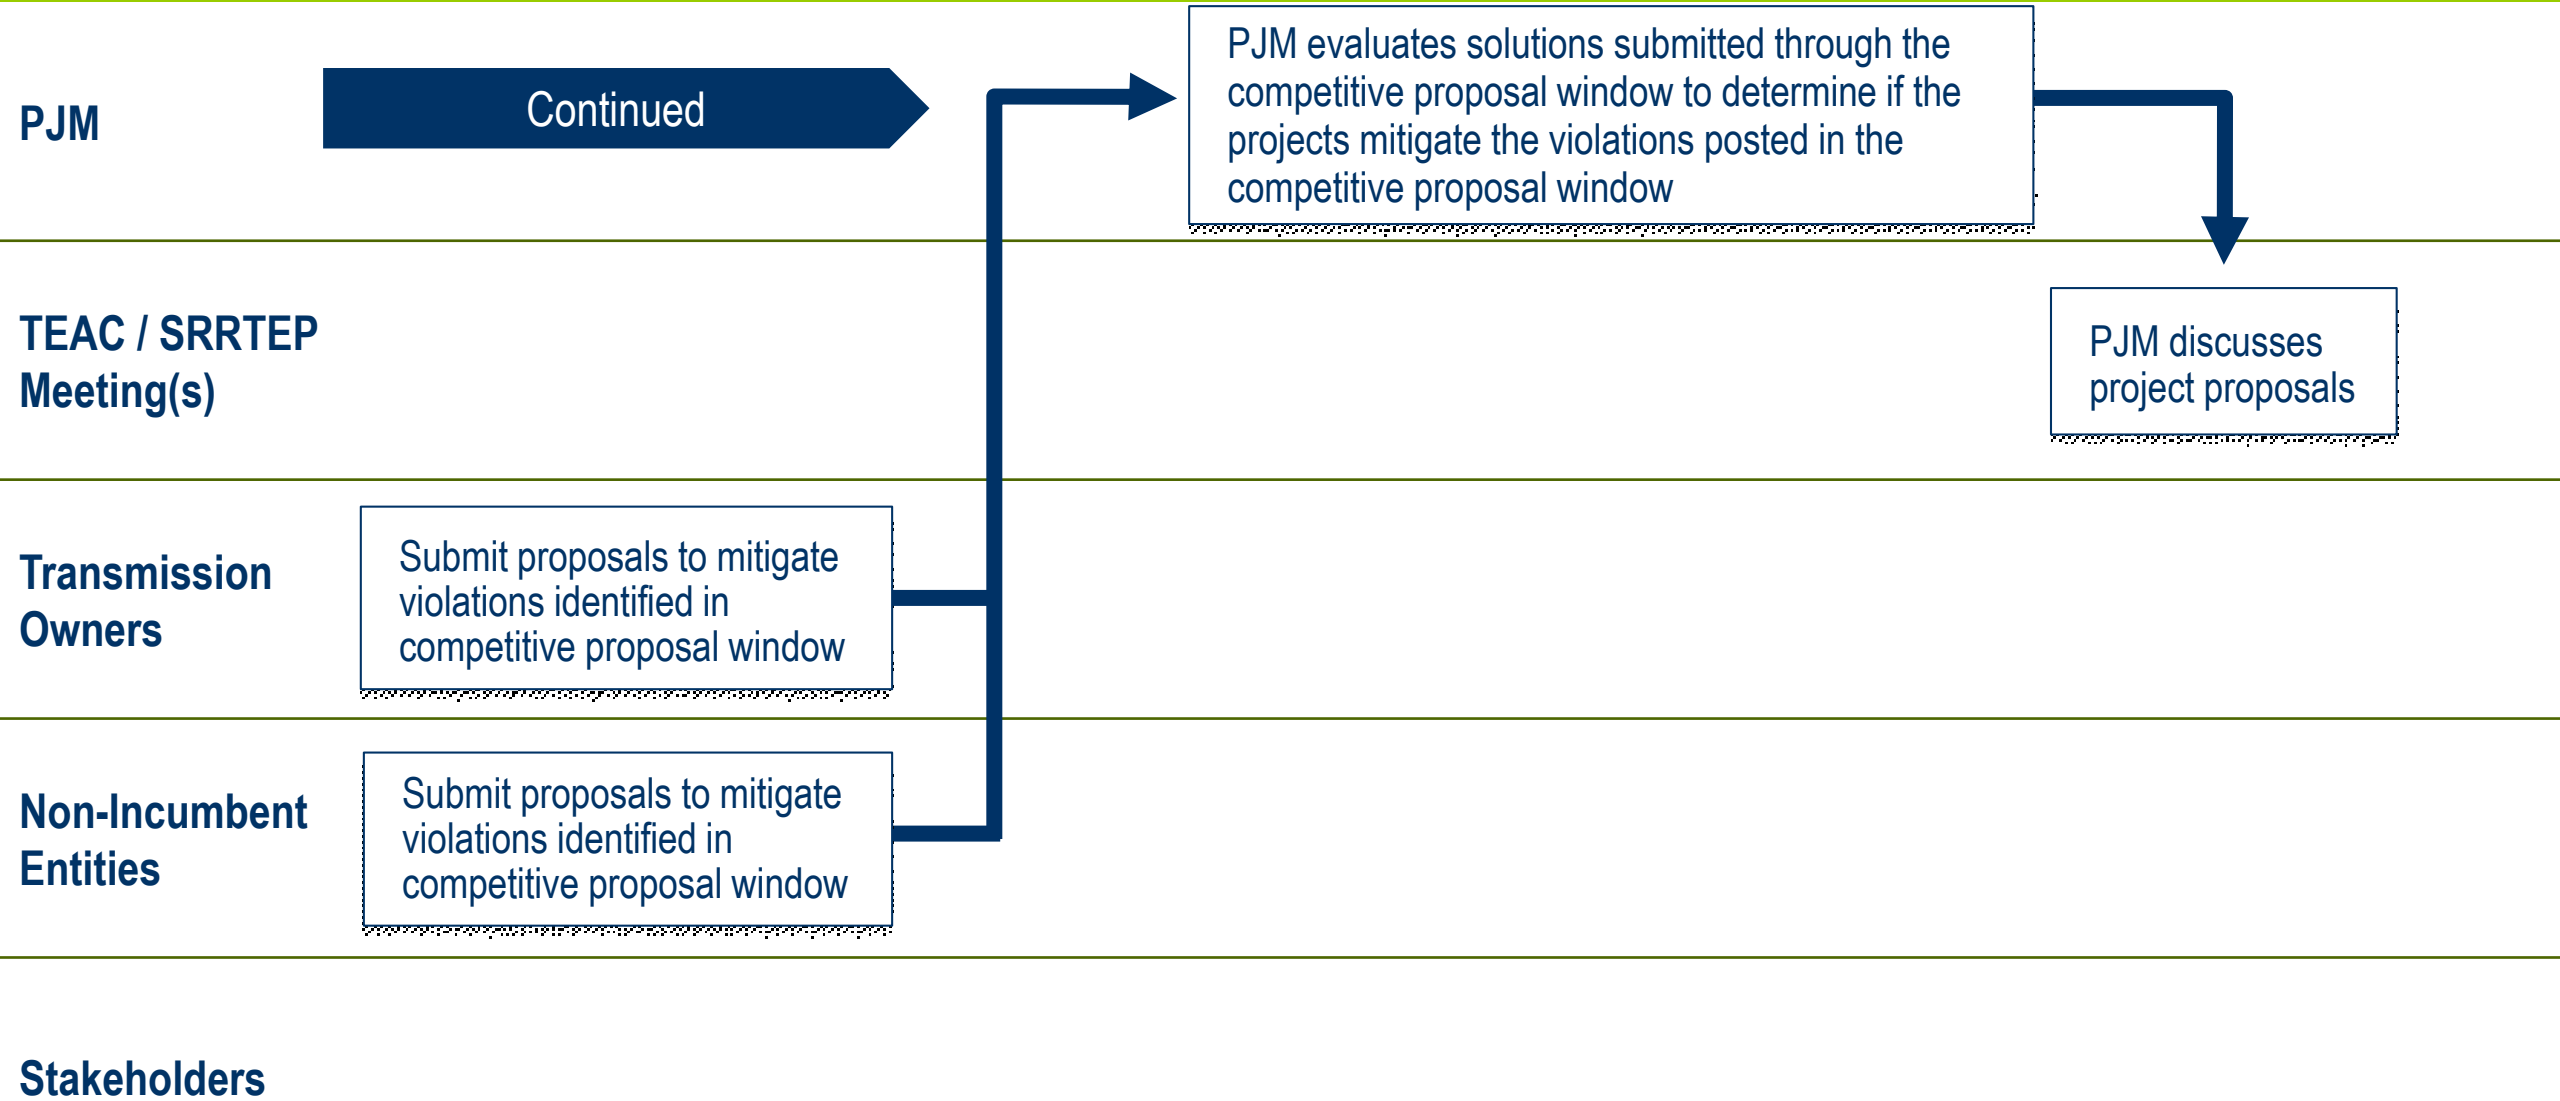 PJM
Continued
PJM evaluates solutions submitted through the
competitive proposal window to determine if the
projects mitigate the violations posted in the
competitive proposal window
TEAC / SRRTEP
Meeting(s)
PJM discusses
project proposals
Transmission
Owners
Submit proposals to mitigate
violations identified in
competitive proposal window
Non-Incumbent
Entities
Submit proposals to mitigate
violations identified in
competitive proposal window
Stakeholders